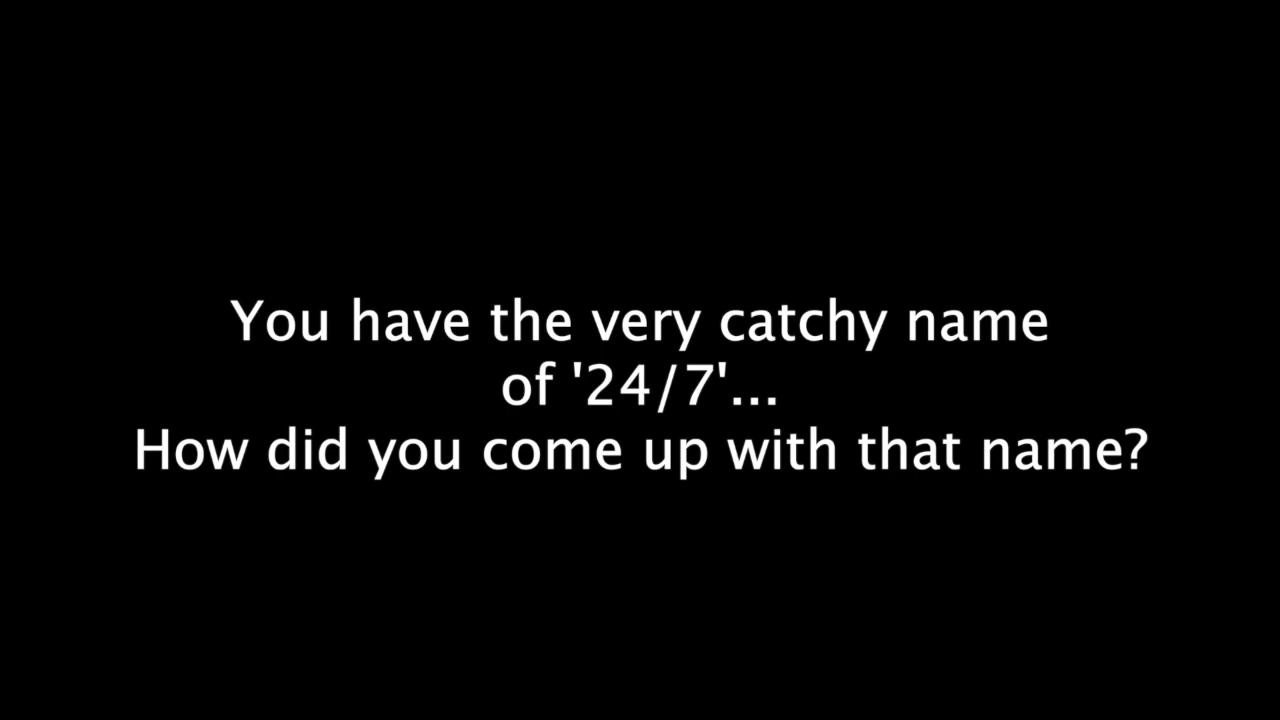 You have the very catchy name
of '24/7'...
How did you come up with that name?